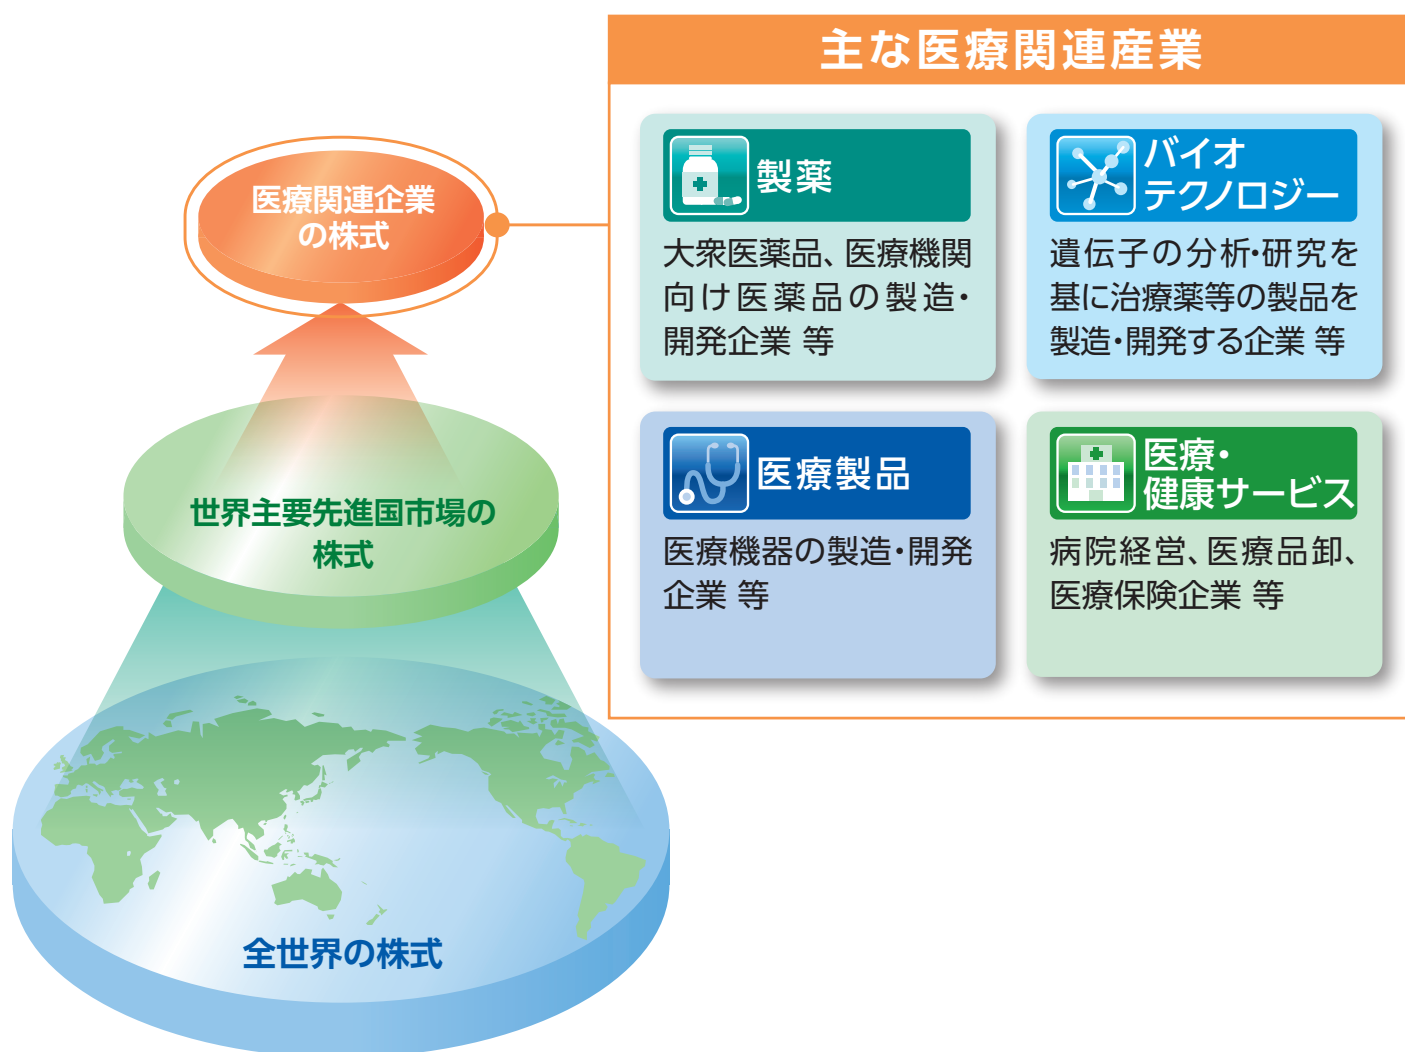 主な医療関連産業
医療関連企業
の株式
世界主要先進国市場の
株式
全世界の株式
製薬
大衆医薬品、医療機関
向け医薬品の製造・
開発企業 等
バイオ
テクノロジー
遺伝子の分析・研究を
基に治療薬等の製品を
製造・開発する企業 等
医療製品
医療機器の製造・開発
企業 等
医療・
健康サービス
病院経営、医療品卸、
医療保険企業 等